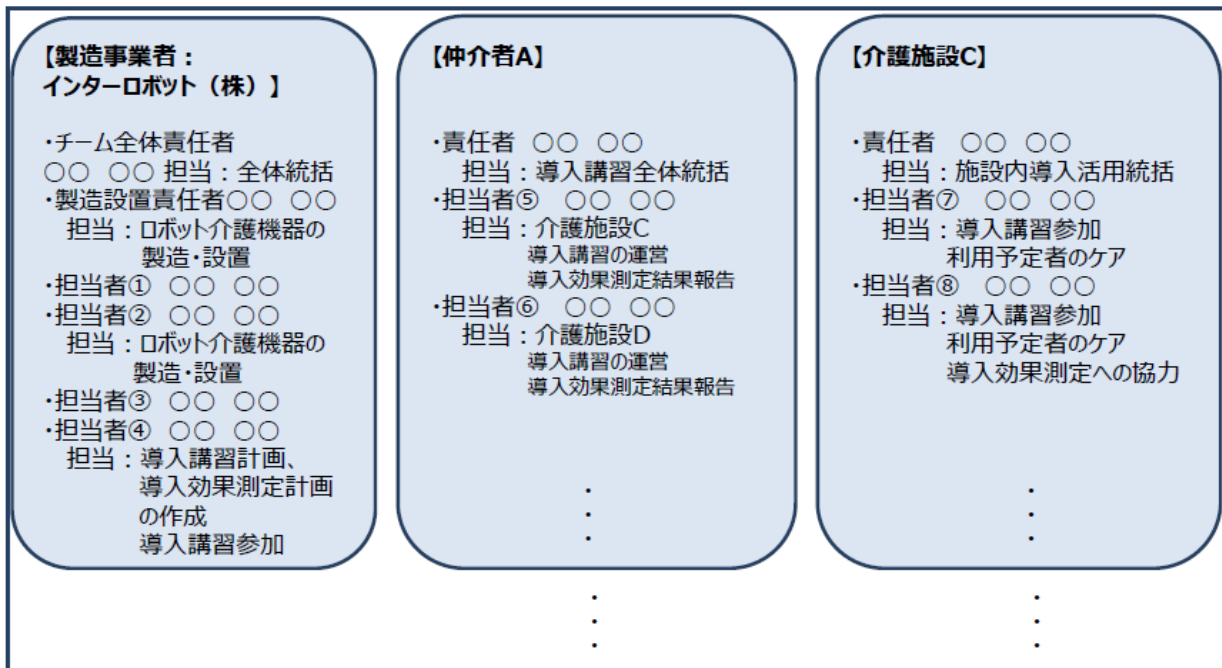 【製造事業者：
インターロボット（株）】
・チーム全体責任者
○○ ○○ 担当：全体統括
・製造設置責任者○○ ○○
担当：ロボット介護機器の
製造・設置
・担当者① ○○ ○○
・担当者② ○○ ○○
担当：ロボット介護機器の
製造・設置
・担当者③ ○○ ○○
・担当者④ ○○ ○○
担当：導入講習計画、
導入効果測定計画
の作成
導入講習参加
【仲介者A】
・責任者 ○○ ○○
担当：導入講習全体統括
・担当者⑤ ○○ ○○
担当：介護施設C
導入講習の運営
導入効果測定結果報告
・担当者⑥ ○○ ○○
担当：介護施設D
導入講習の運営
導入効果測定結果報告
・
・
・
・
・
・
【介護施設C】
・責任者 ○○ ○○
担当：施設内導入活用統括
・担当者⑦ ○○ ○○
担当：導入講習参加
利用予定者のケア
・担当者⑧ ○○ ○○
担当：導入講習参加
利用予定者のケア
導入効果測定への協力
・
・
・
・
・
・